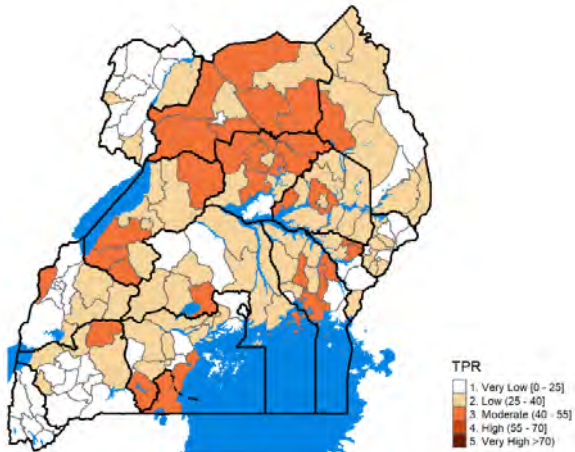 TPR
1. Very Low [0 - 25]
2. Low (25 - 40]
3. Moderate (40 - 55]
4. High (55 - 70]
5. Very High >70)